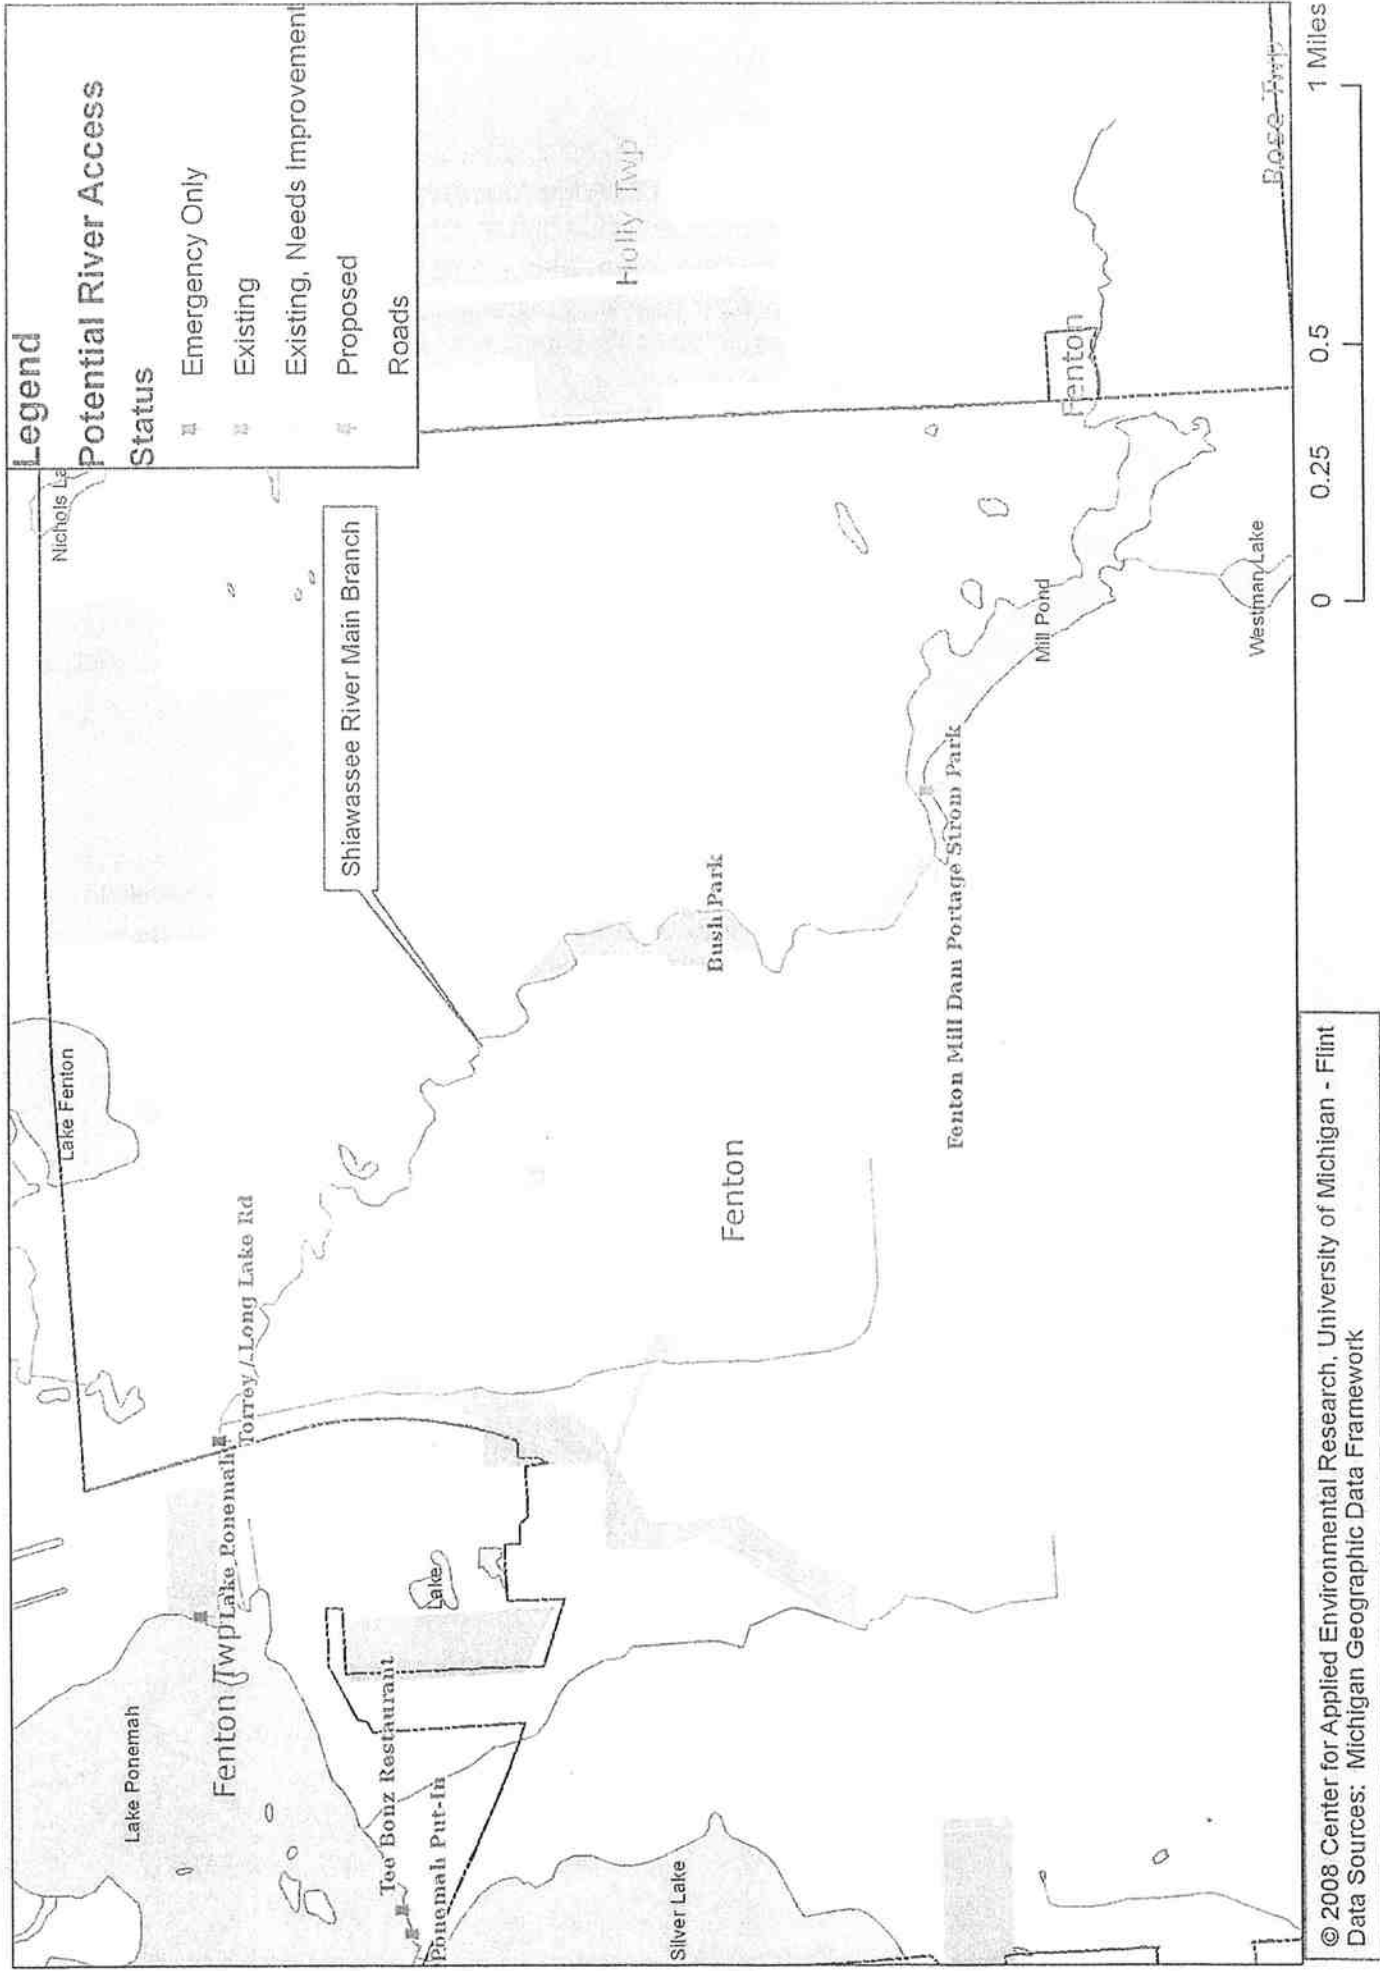 Legend
Potential River Access
Status
Emergency Only
Existing
Existing, Needs Improvement
Proposed
Roads
Nichols La
Lake Fenton
Shiawassee River Main Branch
Holly Twp
Torrey / Long Lake Rd
Lake Ponemah
Lake Ponemah
Fenton Twp
Lake
Tee Bonz Restaurant
Ponemah Put-In
Silver Lake
Bush Park
Fenton
Fenton Mill Dam Portage Strom Park
Mill Pond
Fenton
Westman Lake
Rose Twp
0 0.25 0.5 1 Miles
© 2008 Center for Applied Environmental Research, University of Michigan - Flint
Data Sources: Michigan Geographic Data Framework